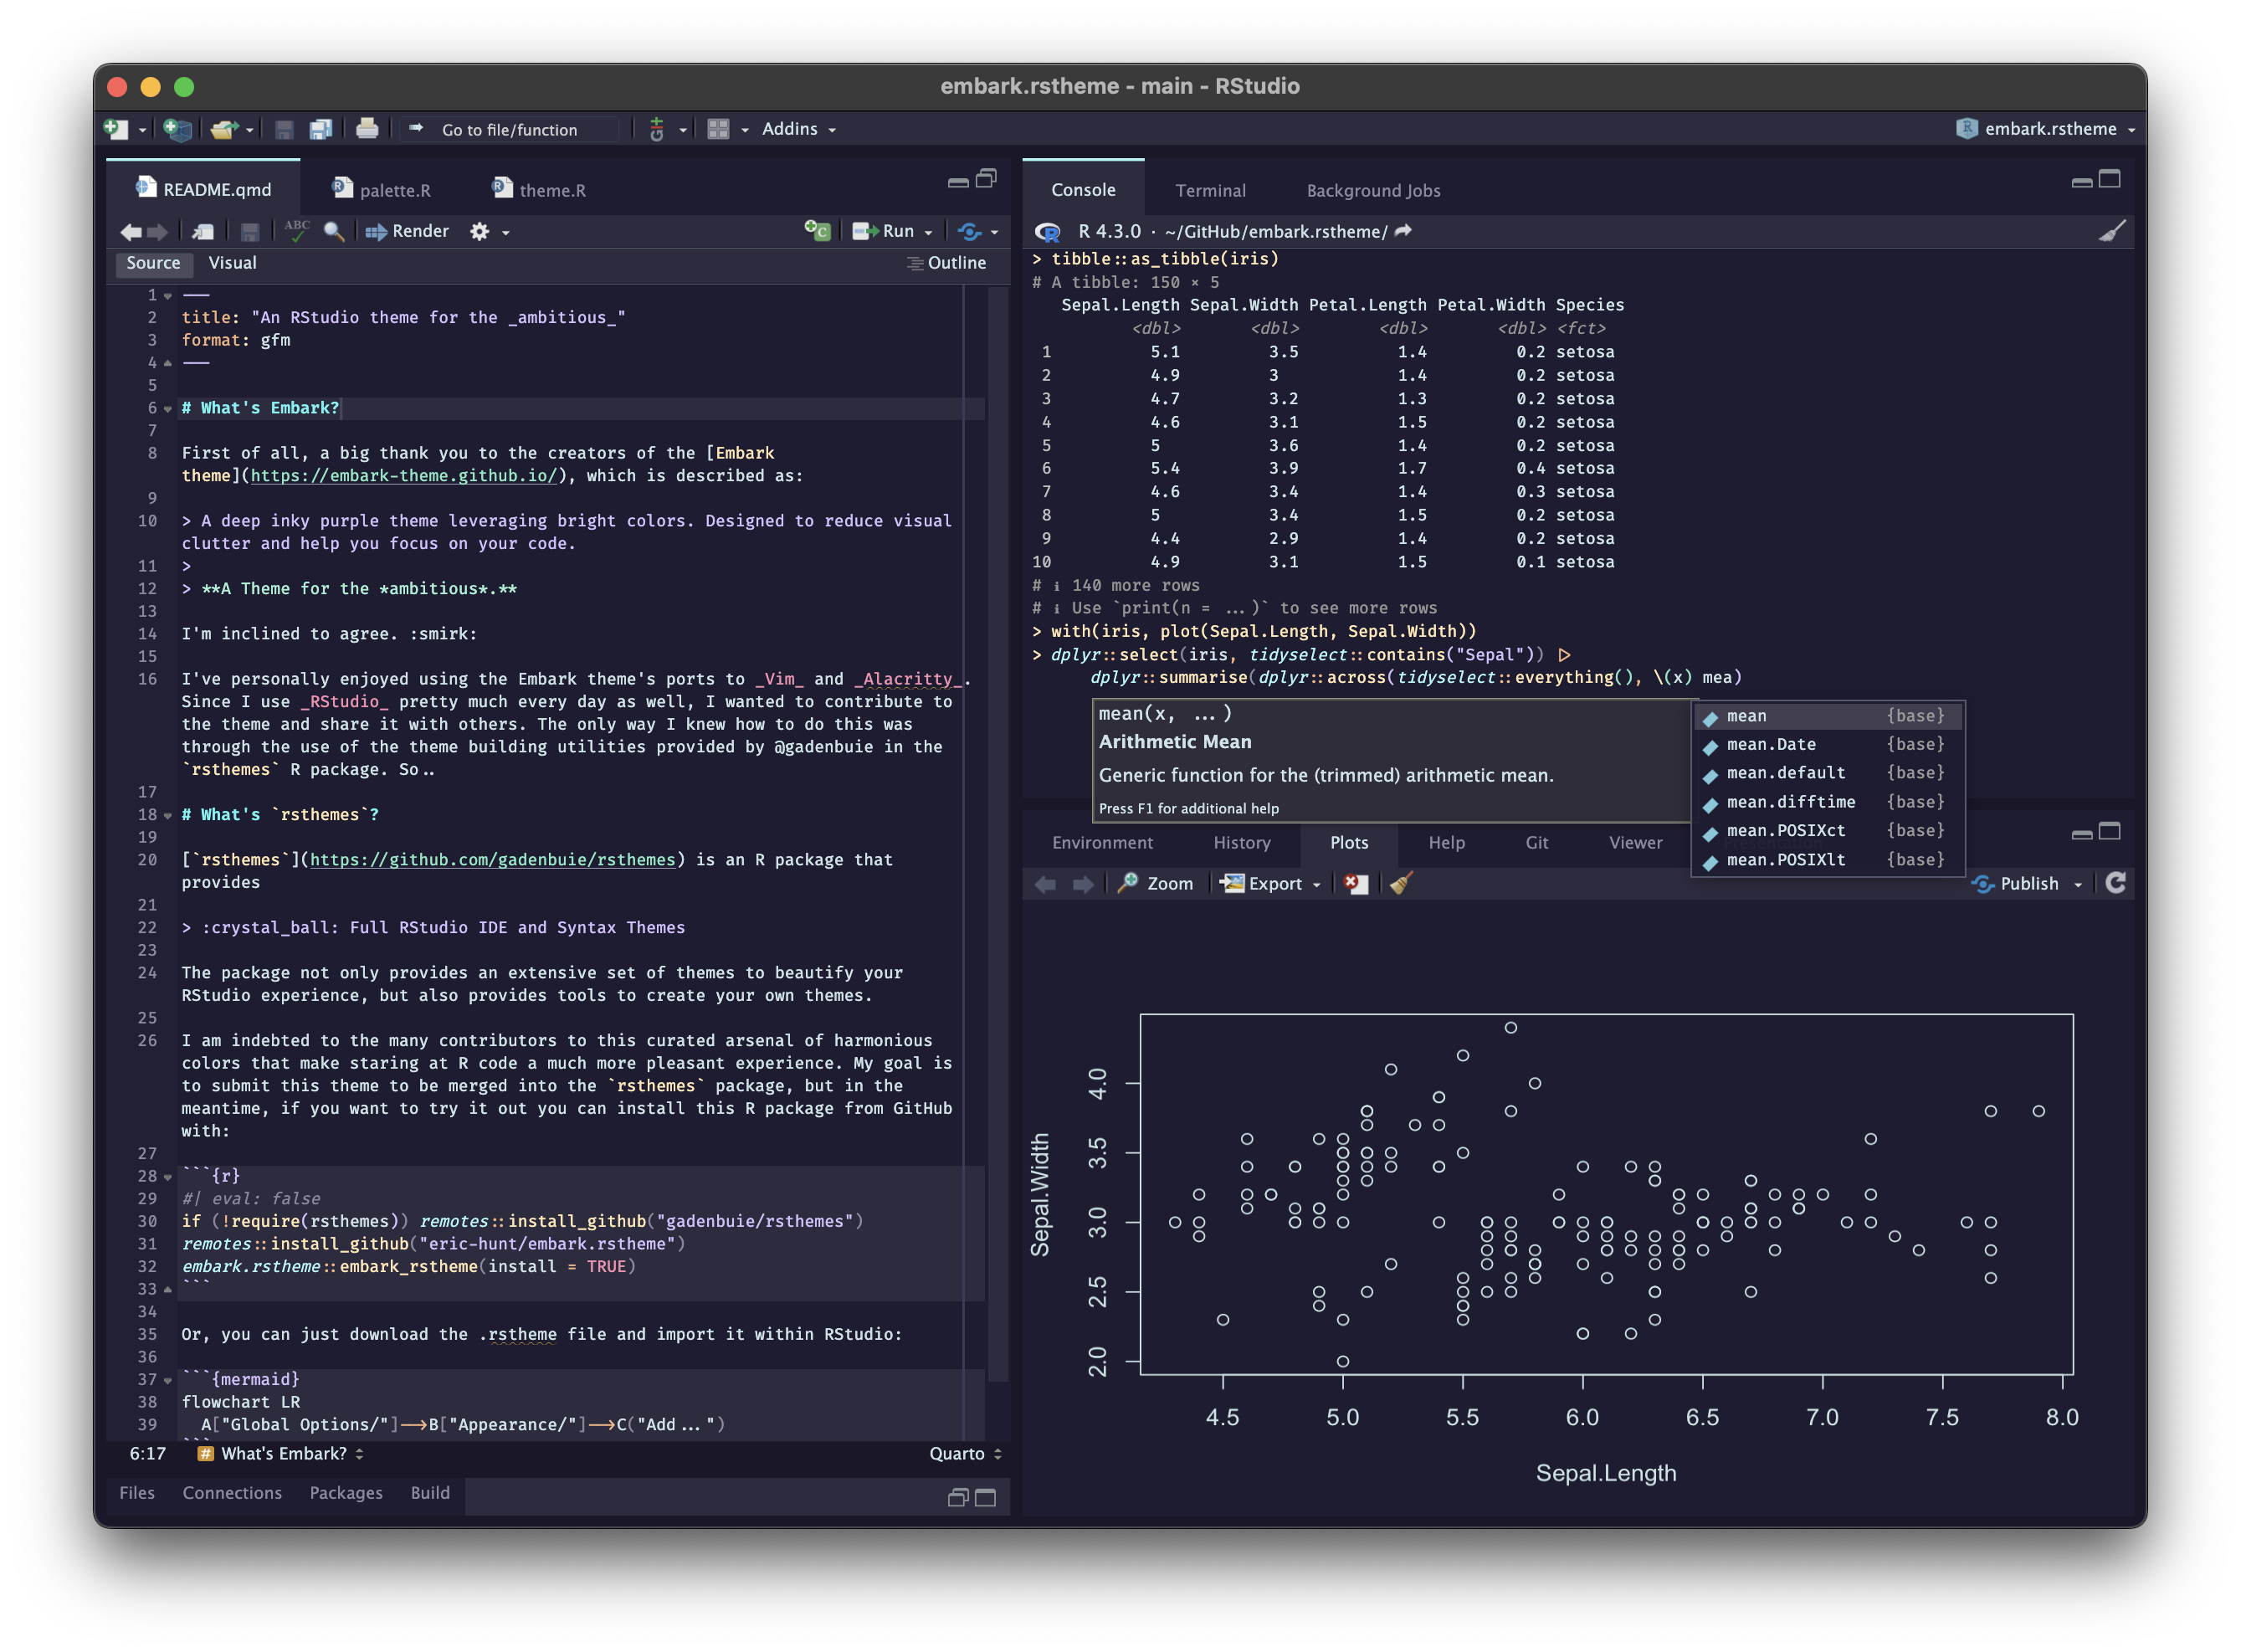 embark.rstheme - main - RStudio
Go to file/function
Git
Addins
R
embark.rstheme
README.qmd
palette.R
theme.R
ABC
Render
C
Run
Source
Visual
Outline
1 ---
2 title: "An RStudio theme for the _ambitious_"
3 format: gfm
4 ---
5
6 # What's Embark?
7
8 First of all, a big thank you to the creators of the [Embark
theme](https://embark-theme.github.io/), which is described as:
9
10 > A deep inky purple theme leveraging bright colors. Designed to reduce visual
clutter and help you focus on your code.
11 >
12 > **A Theme for the *ambitious*.**
13
14 I'm inclined to agree. :smirk:
15
16 I've personally enjoyed using the Embark theme's ports to _Vim_ and _Alacritty_.
Since I use _RStudio_ pretty much every day as well, I wanted to contribute to
the theme and share it with others. The only way I knew how to do this was
through the use of the theme building utilities provided by @gadenbuie in the
`rsthemes` R package. So..
17
18 # What's `rsthemes`?
19
20 [`rsthemes`](https://github.com/gadenbuie/rsthemes) is an R package that
provides
21
22 > :crystal_ball: Full RStudio IDE and Syntax Themes
23
24 The package not only provides an extensive set of themes to beautify your
RStudio experience, but also provides tools to create your own themes.
25
26 I am indebted to the many contributors to this curated arsenal of harmonious
colors that make staring at R code a much more pleasant experience. My goal is
to submit this theme to be merged into the `rsthemes` package, but in the
meantime, if you want to try it out you can install this R package from GitHub
with:
27
28 ```{r}
29 #| eval: false
30 if (!require(rsthemes)) remotes::install_github("gadenbuie/rsthemes")
31 remotes::install_github("eric-hunt/embark.rstheme")
32 embark.rstheme::embark_rstheme(install = TRUE)
33 ```
34
35 Or, you can just download the .rstheme file and import it within RStudio:
36
37 ```{mermaid}
38 flowchart LR
39 A["Global Options/"]-->B["Appearance/"]-->C("Add...")
6:17
# What's Embark?
Quarto
Files
Connections
Packages
Build
Console
Terminal
Background Jobs
R 4.3.0 · ~/GitHub/embark.rstheme/
> tibble::as_tibble(iris)
# A tibble: 150 × 5
Sepal.Length Sepal.Width Petal.Length Petal.Width Species
<dbl> <dbl> <dbl> <dbl> <fct>
1 5.1 3.5 1.4 0.2 setosa
2 4.9 3 1.4 0.2 setosa
3 4.7 3.2 1.3 0.2 setosa
4 4.6 3.1 1.5 0.2 setosa
5 5 3.6 1.4 0.2 setosa
6 5.4 3.9 1.7 0.4 setosa
7 4.6 3.4 1.4 0.3 setosa
8 5 3.4 1.5 0.2 setosa
9 4.4 2.9 1.4 0.2 setosa
10 4.9 3.1 1.5 0.1 setosa
# ℹ 140 more rows
# ℹ Use `print(n = ...)` to see more rows
> with(iris, plot(Sepal.Length, Sepal.Width))
> dplyr::select(iris, tidyselect::contains("Sepal")) |>
dplyr::summarise(dplyr::across(tidyselect::everything(), \(x) mea)
mean(x, ...)
Arithmetic Mean
Generic function for the (trimmed) arithmetic mean.
Press F1 for additional help
mean {base}
mean.Date {base}
mean.default {base}
mean.difftime {base}
mean.POSIXct {base}
mean.POSIXlt {base}
Environment
History
Plots
Help
Git
Viewer
Presentation
Zoom
Export
Publish
Sepal.Width
4.0
3.5
3.0
2.5
2.0
4.5 5.0 5.5 6.0 6.5 7.0 7.5 8.0
Sepal.Length